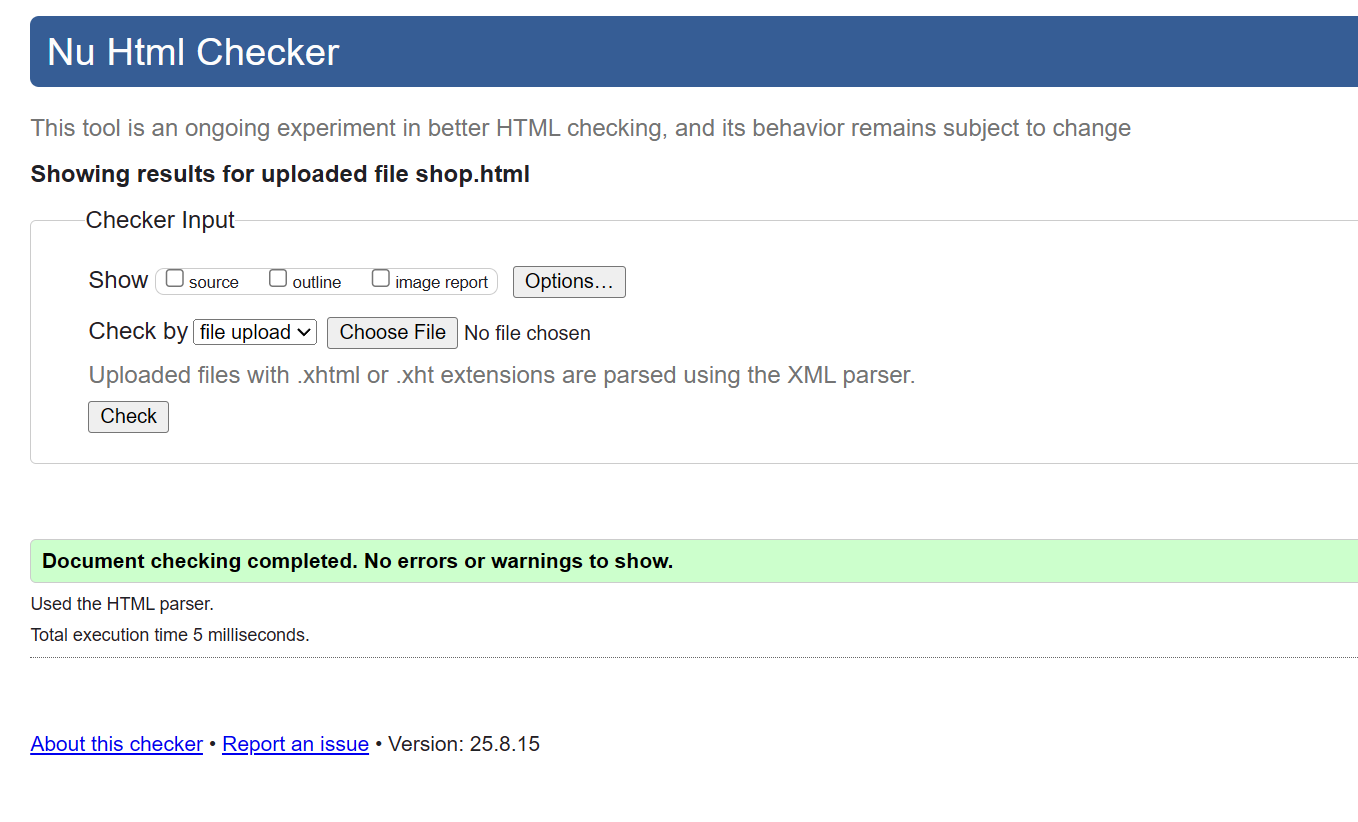 Nu Html Checker
This tool is an ongoing experiment in better HTML checking, and its behavior remains subject to change
Showing results for uploaded file shop.html
Checker Input
Show source outline image report Options…
Check by file upload Choose File No file chosen
Uploaded files with .xhtml or .xht extensions are parsed using the XML parser.
Check
Document checking completed. No errors or warnings to show.
Used the HTML parser.
Total execution time 5 milliseconds.
About this checker • Report an issue • Version: 25.8.15